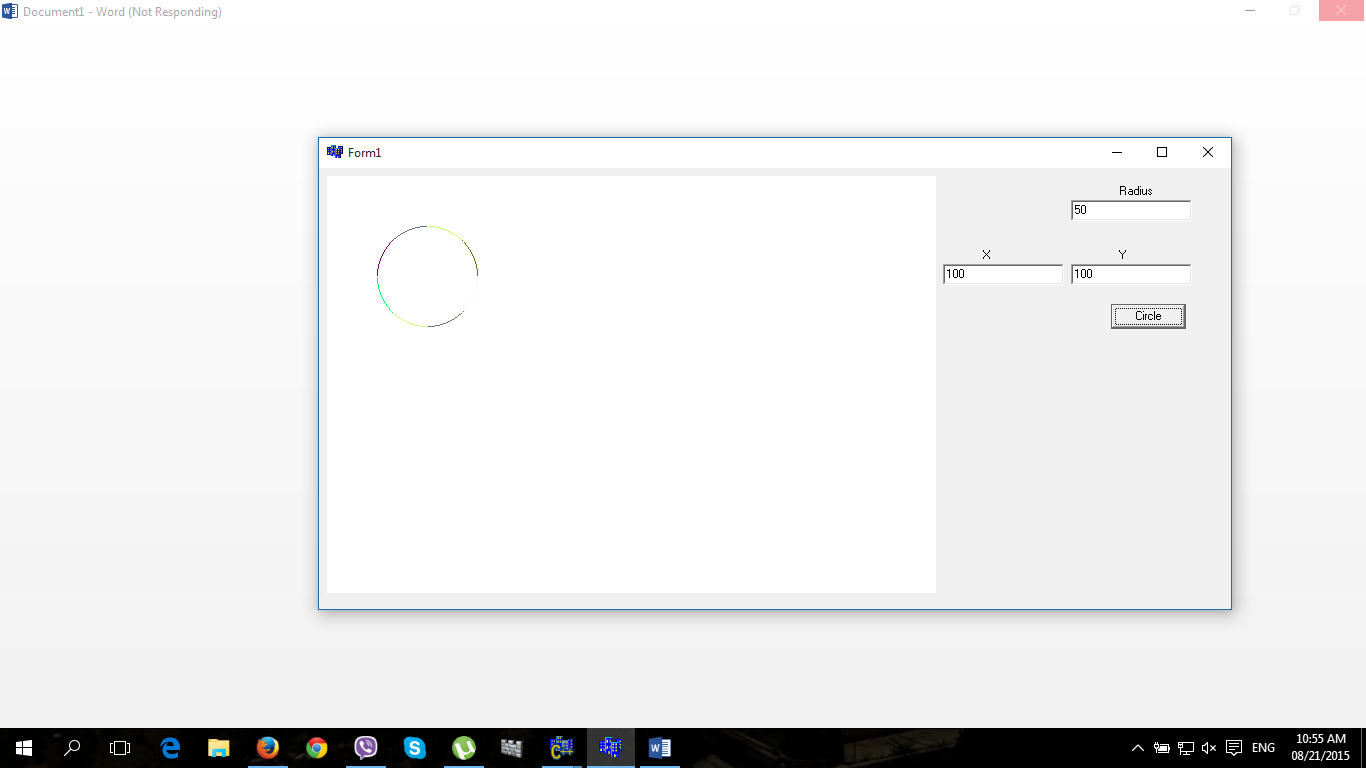 Document1 - Word (Not Responding)
Form1
Radius
50
X Y
100 100
Circle
ENG
10:55 AM
08/21/2015